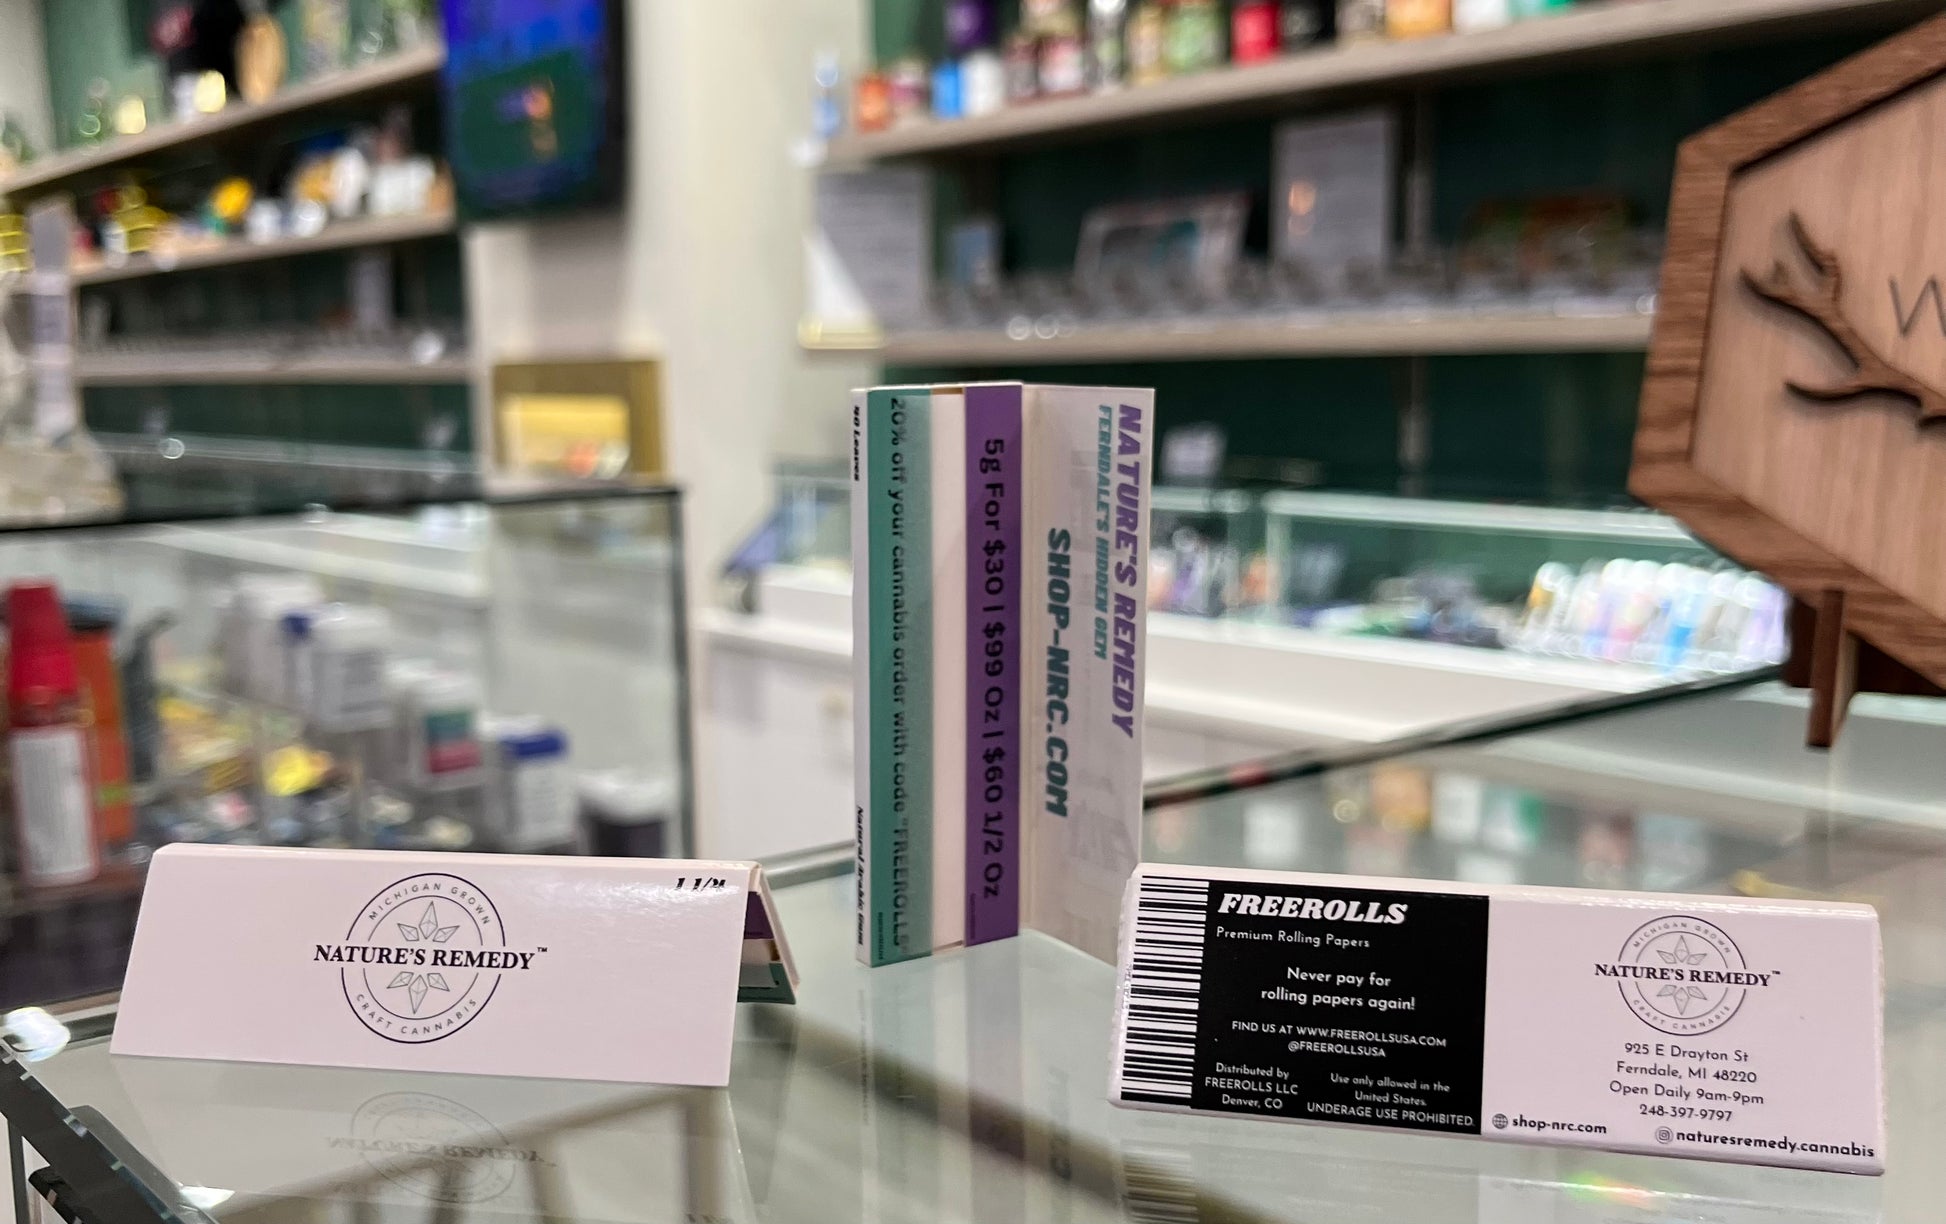 1 1/4
MICHIGAN GROWN
NATURE'S REMEDY™
CRAFT CANNABIS
40 Leaves
Natural Arabic Gum
20% off your cannabis order with code "FREEROLLS"
5g For $30 | $99 Oz | $60 1/2 Oz
NATURE'S REMEDY
FERNDALE'S HIDDEN GEM
SHOP-NRC.COM
FREEROLLS
Premium Rolling Papers
Never pay for
rolling papers again!
FIND US AT WWW.FREEROLLSUSA.COM
@FREEROLLSUSA
Distributed by
FREEROLLS LLC
Denver, CO
Use only allowed in the
United States.
UNDERAGE USE PROHIBITED.
MICHIGAN GROWN
NATURE'S REMEDY™
CRAFT CANNABIS
925 E Drayton St
Ferndale, MI 48220
Open Daily 9am-9pm
248-397-9797
shop-nrc.com
naturesremedy.cannabis